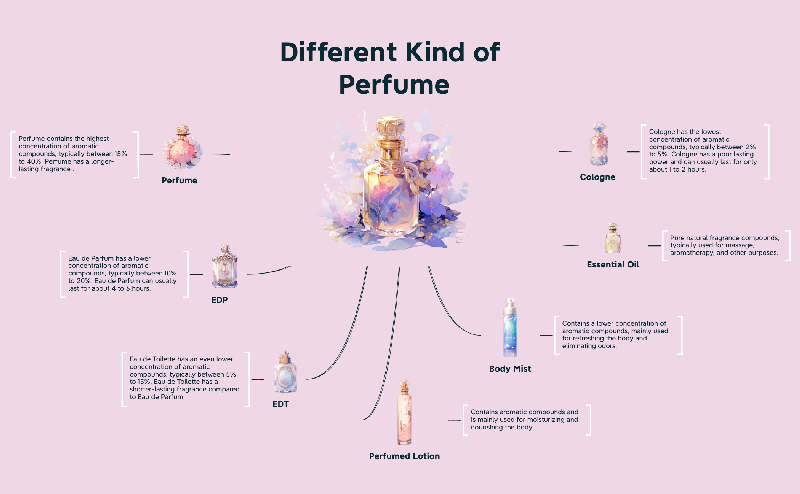 Different Kind of
Perfume
Perfume contains the highest
concentration of aromatic
compounds, typically between 15%
to 40%. Perfume has a longer-
lasting fragrance .
Perfume
Cologne has the lowest
concentration of aromatic
compounds, typically between 2%
to 5%. Cologne has a poor lasting
power and can usually last for only
about 1 to 2 hours.
Cologne
Pure natural fragrance compounds,
typically used for massage,
aromatherapy, and other purposes.
Essential Oil
Eau de Parfum has a lower
concentration of aromatic
compounds, typically between 10%
to 20%. Eau de Parfum can usually
last for about 4 to 5 hours.
EDP
Contains a lower concentration of
aromatic compounds, mainly used
for refreshing the body and
eliminating odors.
Body Mist
Eau de Toilette has an even lower
concentration of aromatic
compounds, typically between 5%
to 15%. Eau de Toilette has a
shorter-lasting fragrance compared
to Eau de Parfum.
EDT
Contains aromatic compounds and
is mainly used for moisturizing and
nourishing the body.
Perfumed Lotion